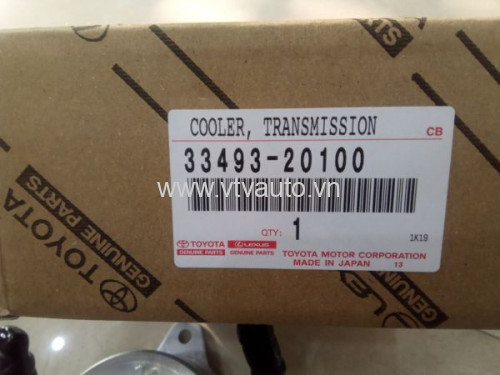 TOYOTA
GENUINE PARTS
COOLER, TRANSMISSION
CB
33493-20100
www.vtvauto.vn
QTY: 1
1K19
TOYOTA LEXUS
GENUINE PARTS GENUINE PARTS
TOYOTA MOTOR CORPORATION
MADE IN JAPAN 13